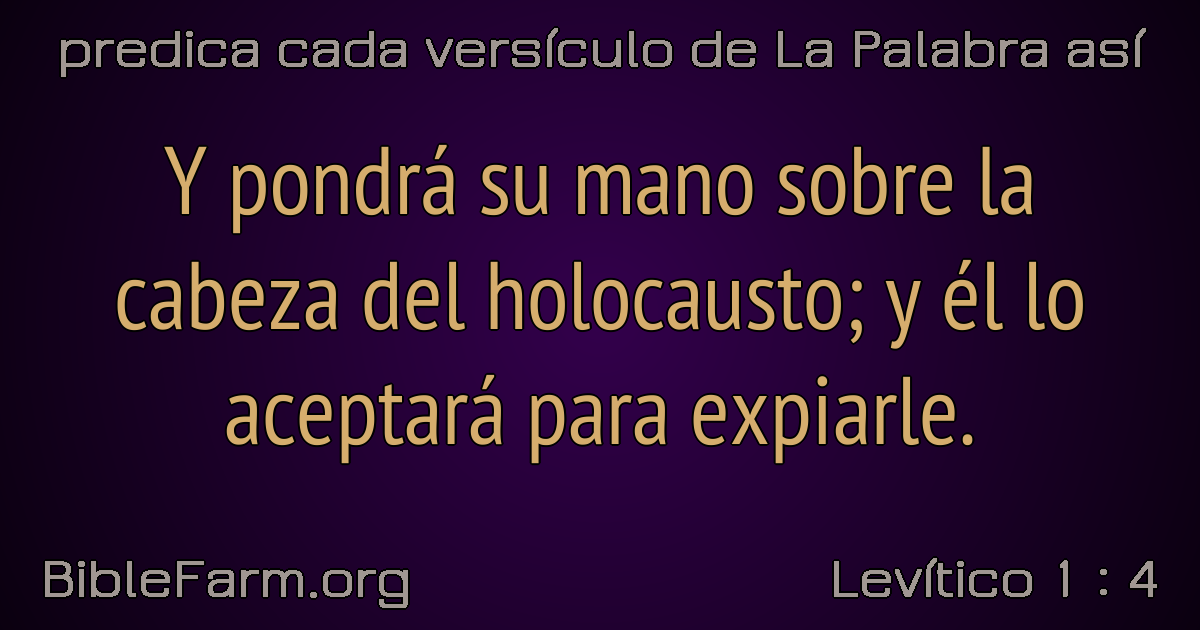 predica cada versículo de La Palabra así
Y pondrá su mano sobre la
cabeza del holocausto; y él lo
aceptará para expiarle.
BibleFarm.org
Levítico 1 : 4